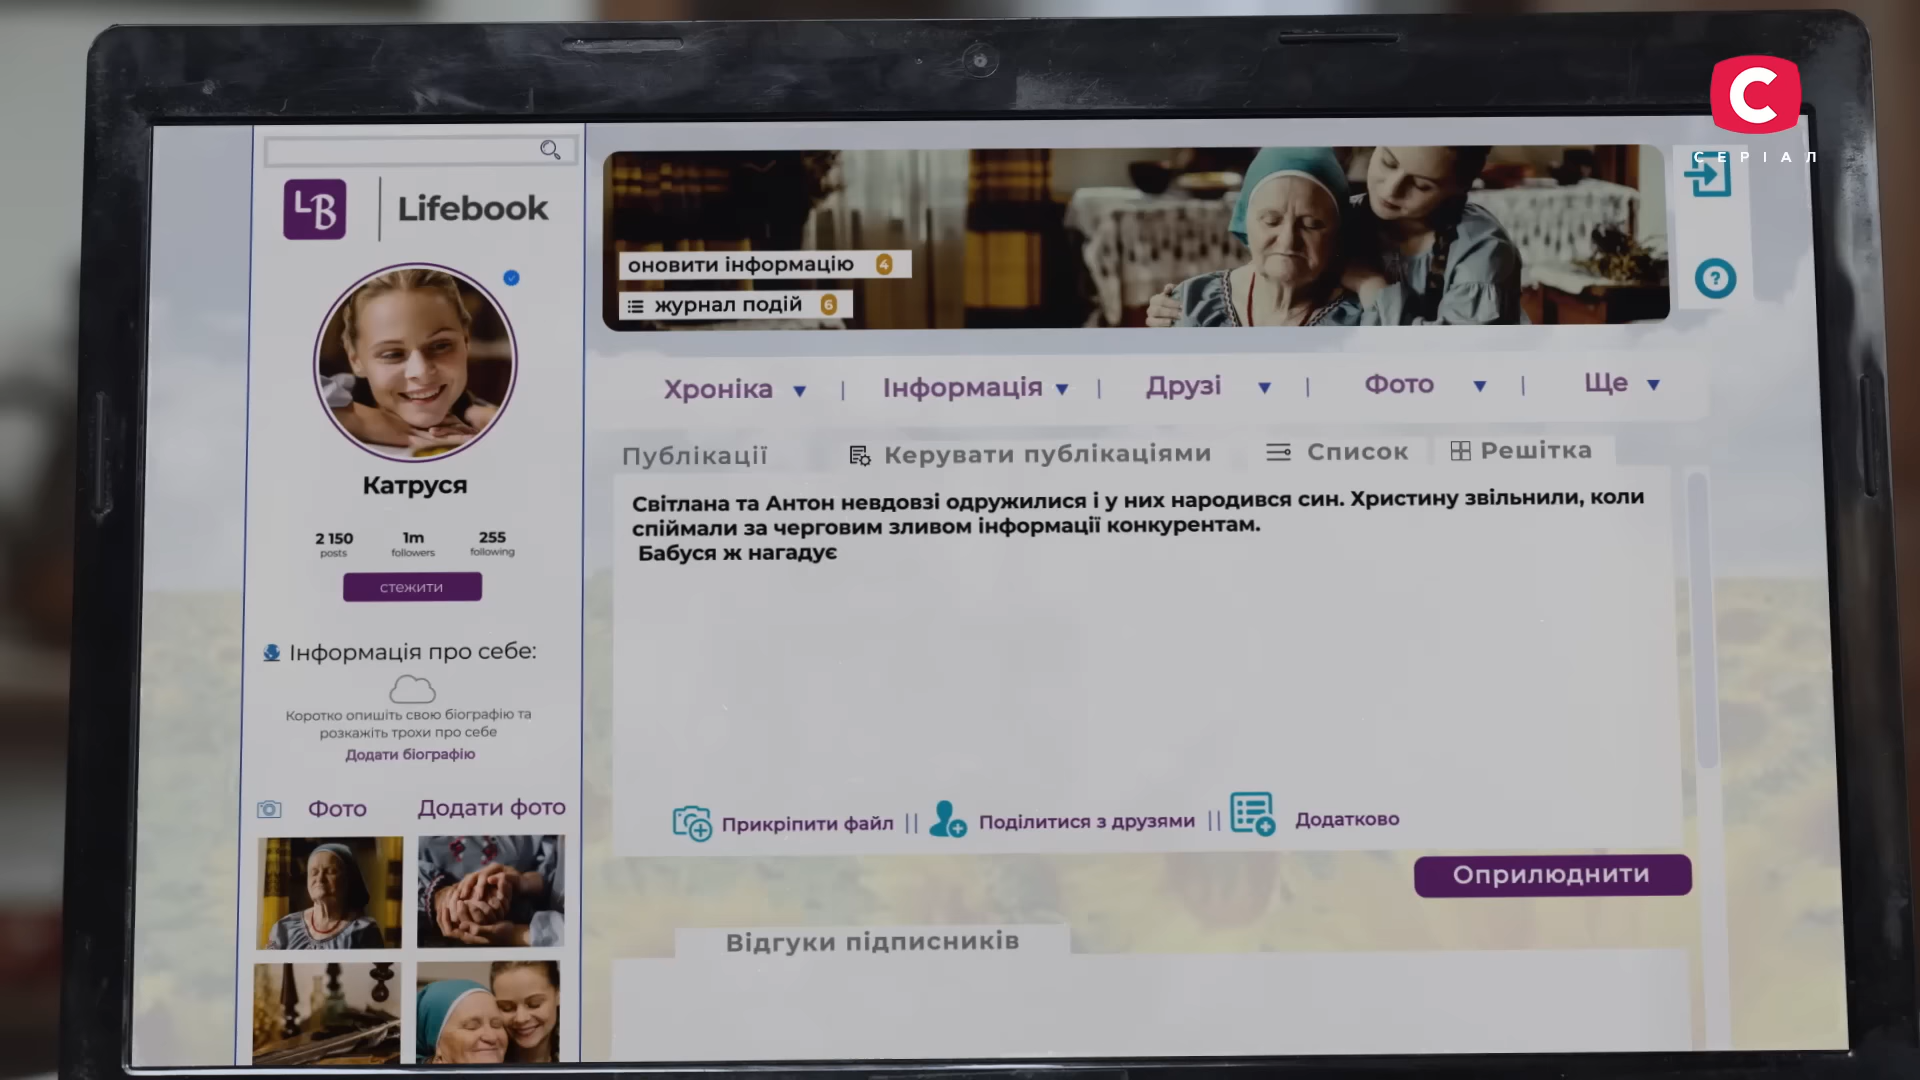 С
СЕРІАЛ
LB
Lifebook
Катруся
2 150
posts
1m
followers
255
following
стежити
Інформація про себе:
Коротко опишіть свою біографію та
розкажіть трохи про себе
Додати біографію
Фото
Додати фото
оновити інформацію 4
журнал подій 6
?
Хроніка | Інформація | Друзі | Фото | Ще
Публікації Керувати публікаціями Список Решітка
Світлана та Антон невдовзі одружилися і у них народився син. Христину звільнили, коли
спіймали за черговим зливом інформації конкурентам.
Бабуся ж нагадує
Прикріпити файл || Поділитися з друзями || Додатково
Оприлюднити
Відгуки підписників